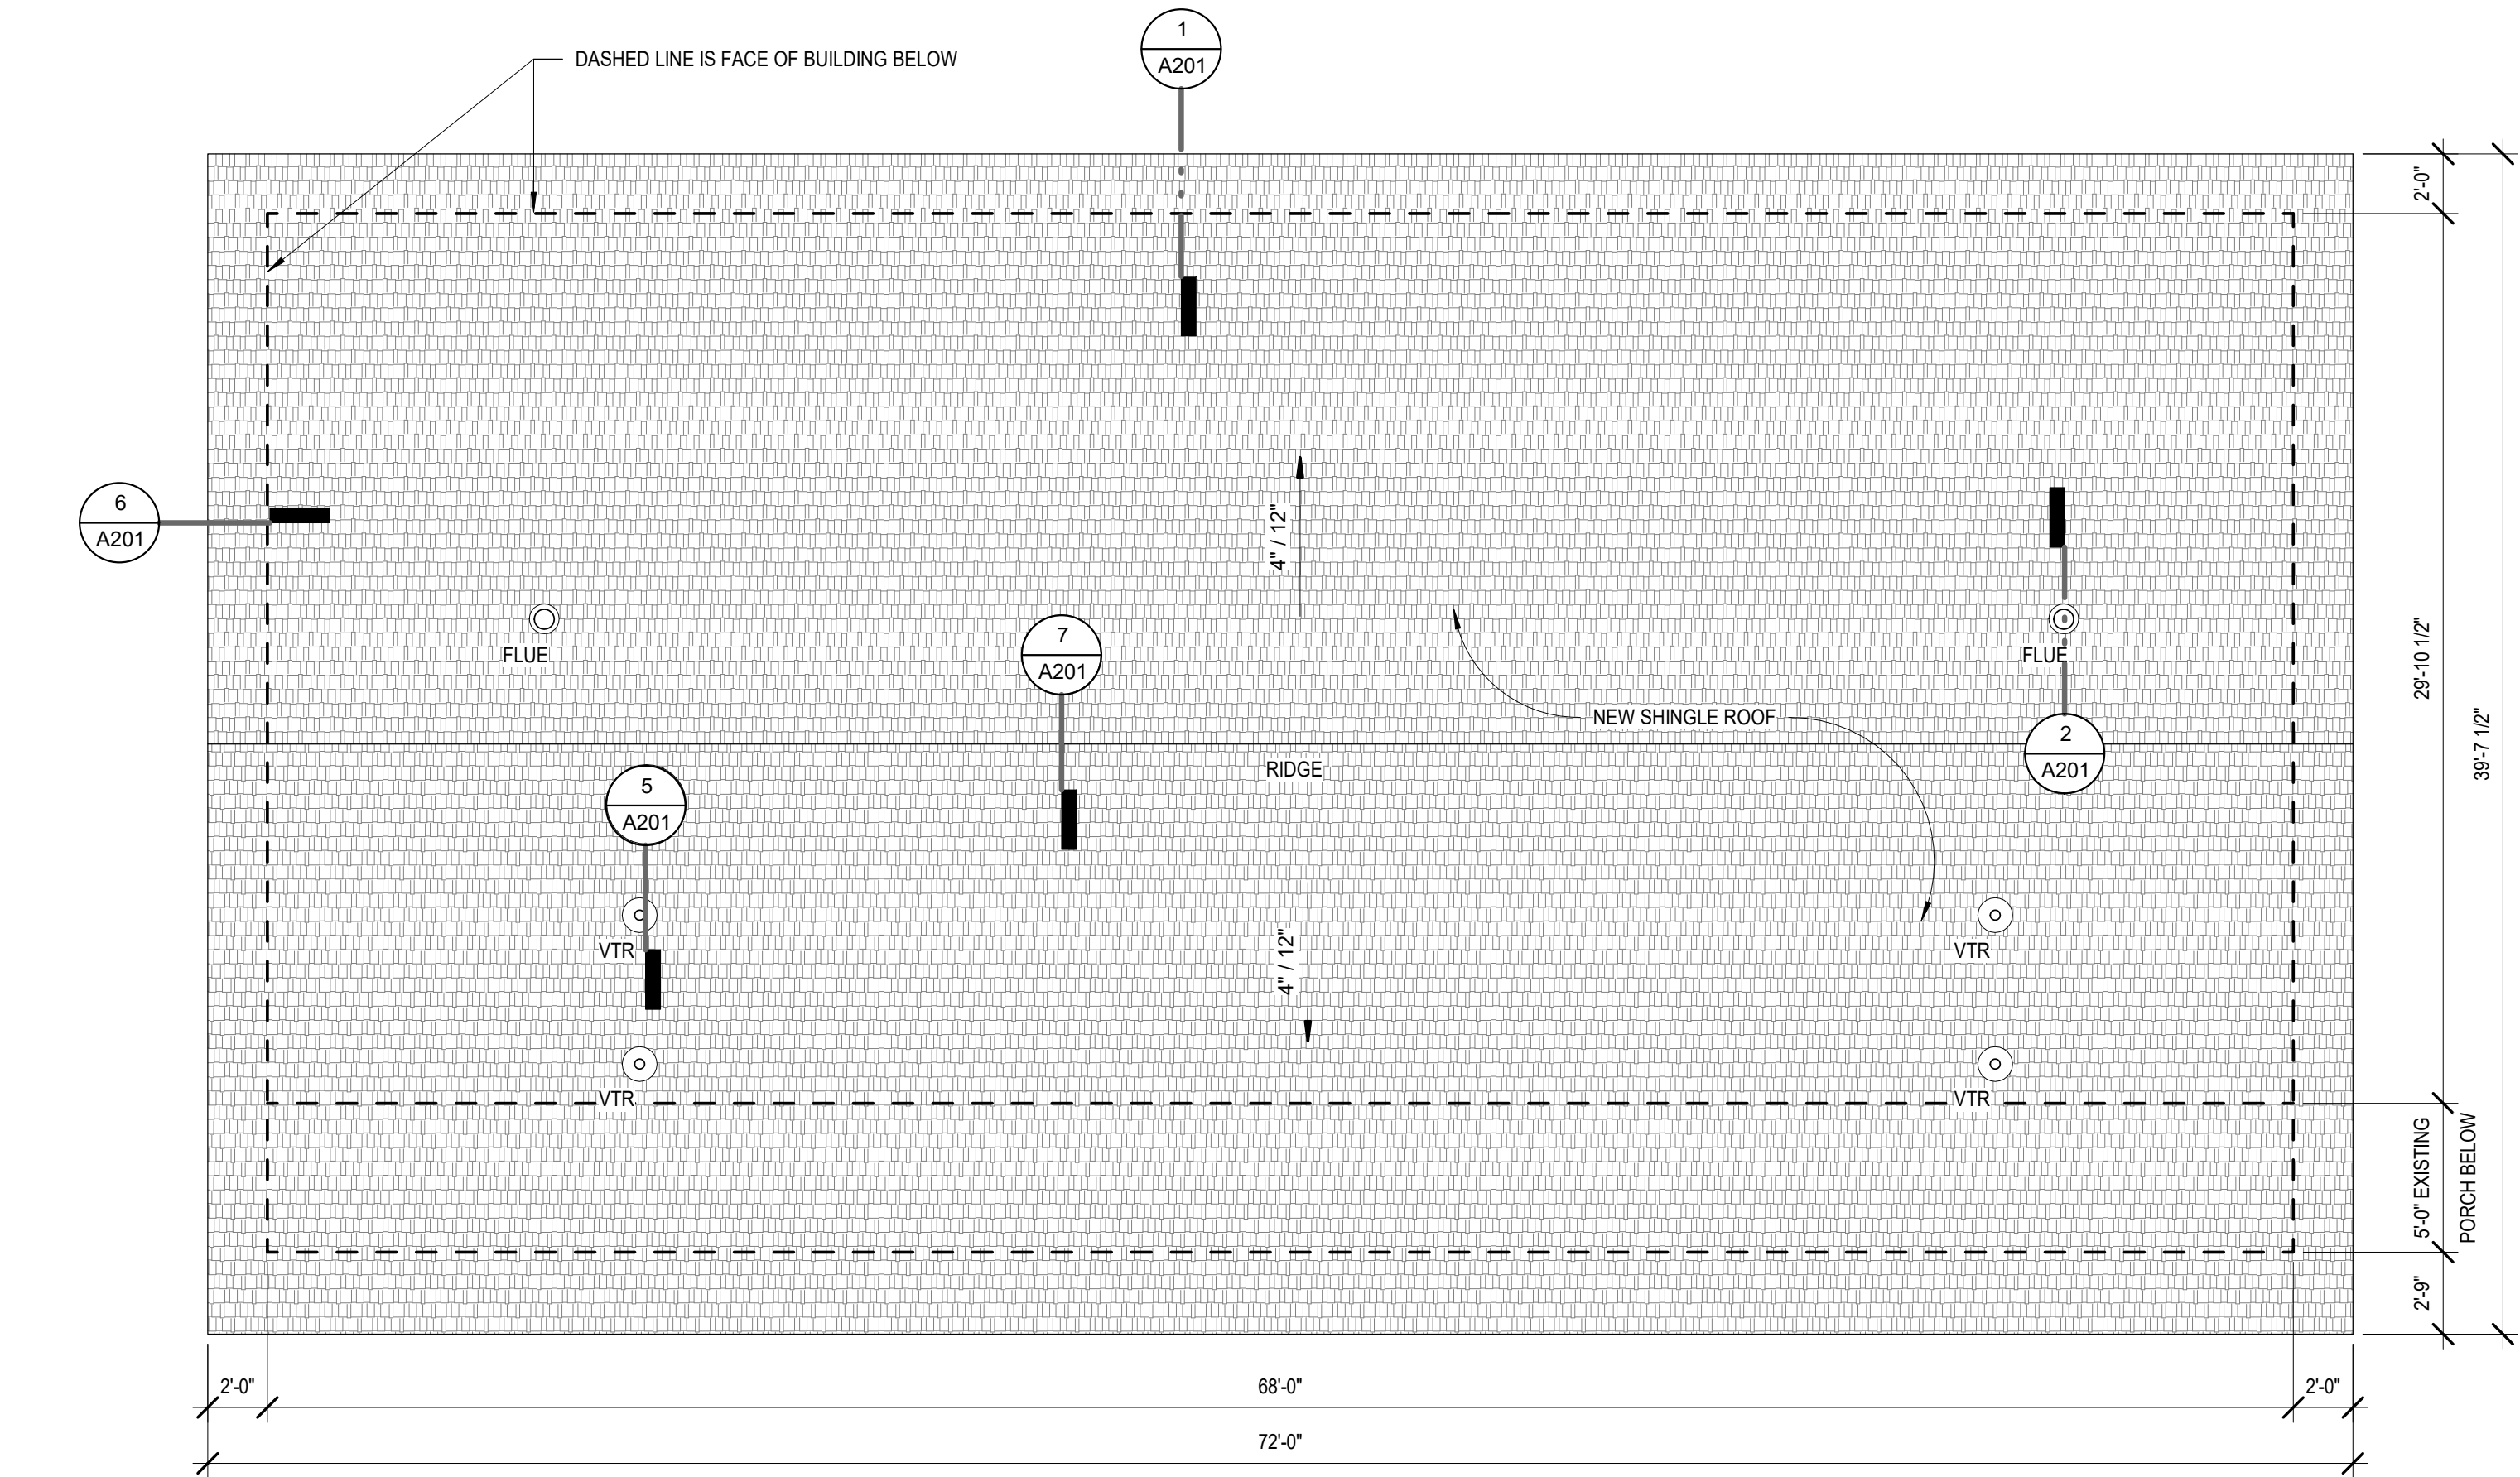 1
A201
DASHED LINE IS FACE OF BUILDING BELOW
2'-0"
6
A201
4" / 12"
FLUE
7
A201
FLUE
29'-10 1/2"
39'-7 1/2"
NEW SHINGLE ROOF
2
A201
RIDGE
5
A201
VTR
4" / 12"
VTR
VTR
VTR
5'-0" EXISTING
PORCH BELOW
2'-9"
2'-0"
68'-0"
2'-0"
72'-0"